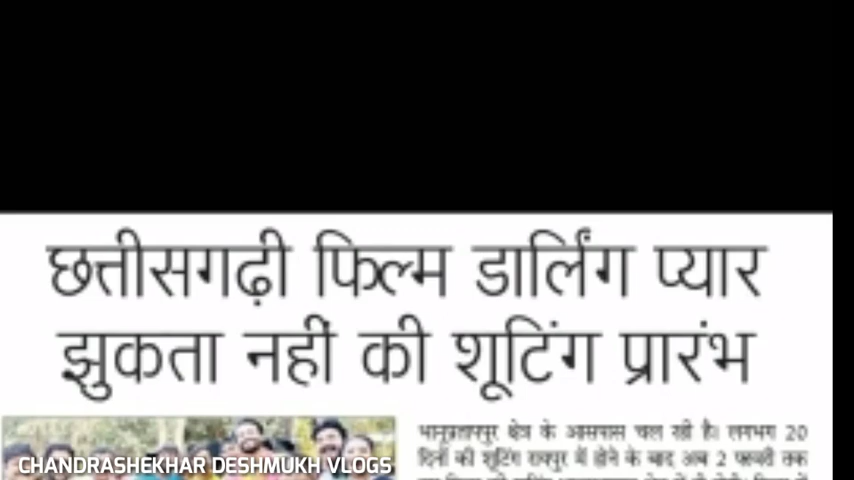 छत्तीसगढ़ी फिल्म डार्लिंग प्यार
झुकता नहीं की शूटिंग प्रारंभ
भानुप्रतापपुर क्षेत्र के आसपास चल रही है। लगभग 20
दिनों की शूटिंग रायपुर में होने के बाद अब 2 फरवरी तक
CHANDRASHEKHAR DESHMUKH VLOGS